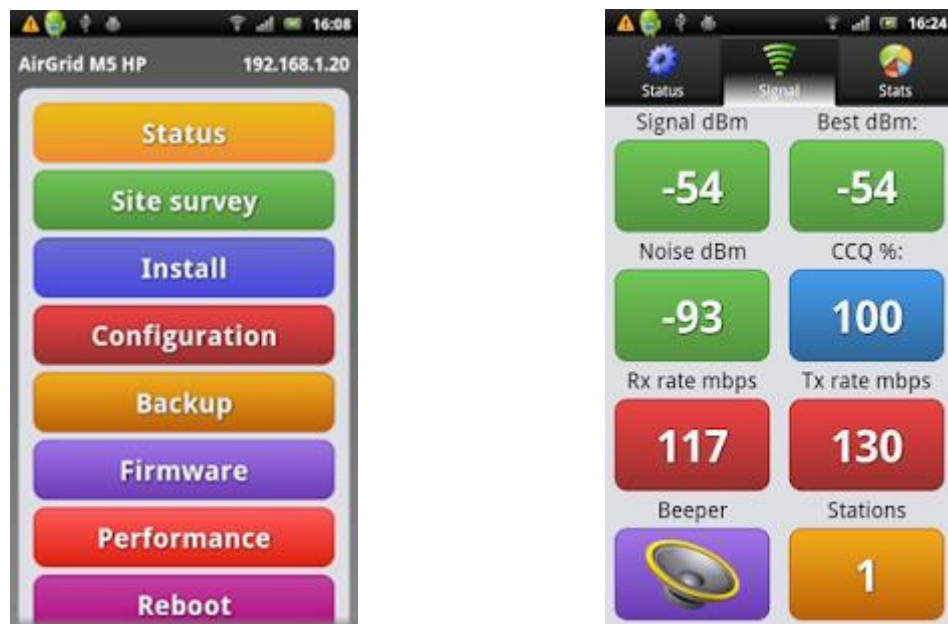 16:08
AirGrid M5 HP 192.168.1.20
Status
Site survey
Install
Configuration
Backup
Firmware
Performance
Reboot
16:24
Status Signal Stats
Signal dBm Best dBm:
-54 -54
Noise dBm CCQ %:
-93 100
Rx rate mbps Tx rate mbps
117 130
Beeper Stations
1